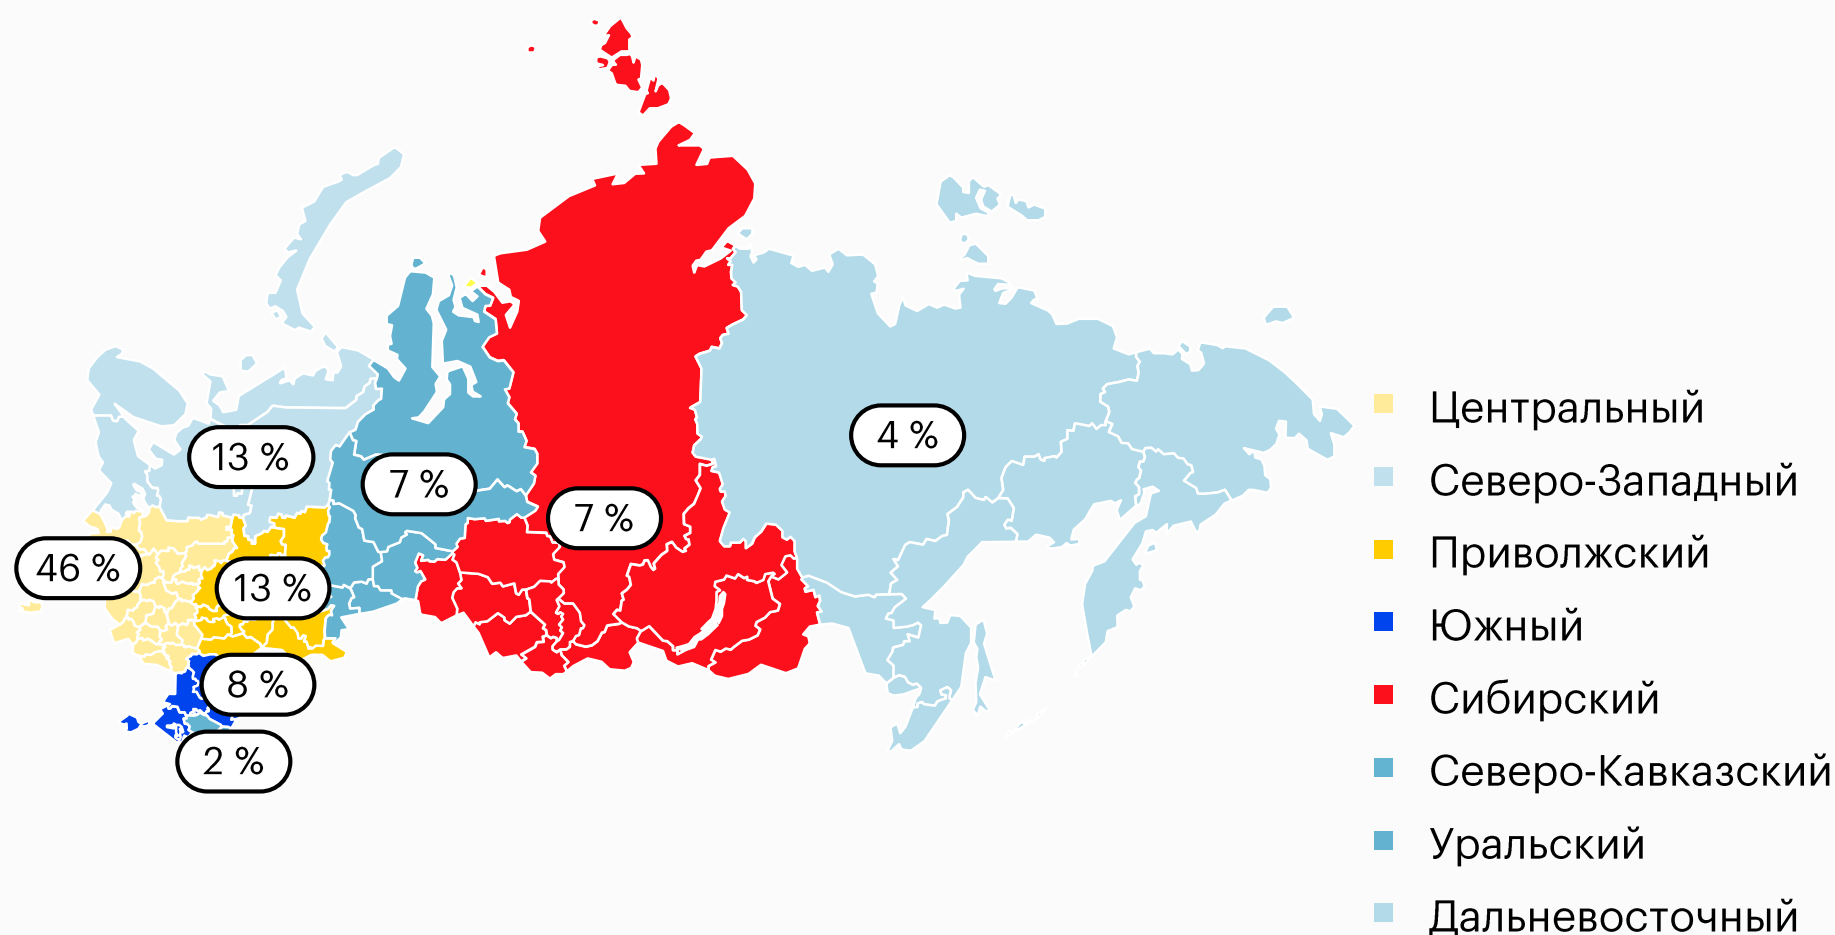 13 %
7 %
4 %
7 %
46 %
13 %
8 %
2 %
Центральный
Северо-Западный
Приволжский
Южный
Сибирский
Северо-Кавказский
Уральский
Дальневосточный